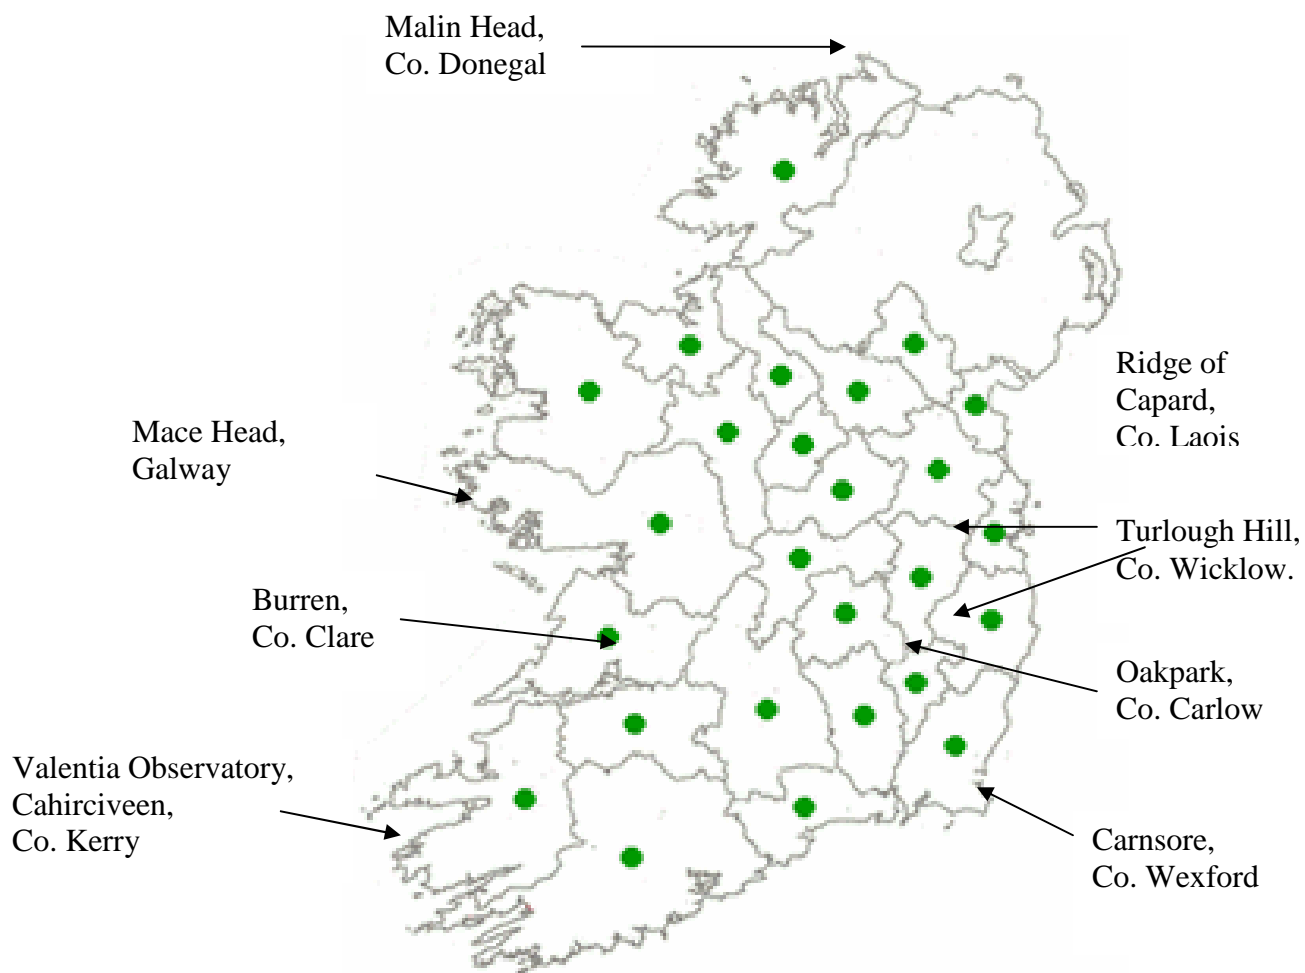 Malin Head,
Co. Donegal
Ridge of
Capard,
Co. Laois
Mace Head,
Galway
Turlough Hill,
Co. Wicklow.
Burren,
Co. Clare
Oakpark,
Co. Carlow
Valentia Observatory,
Cahirciveen,
Co. Kerry
Carnsore,
Co. Wexford